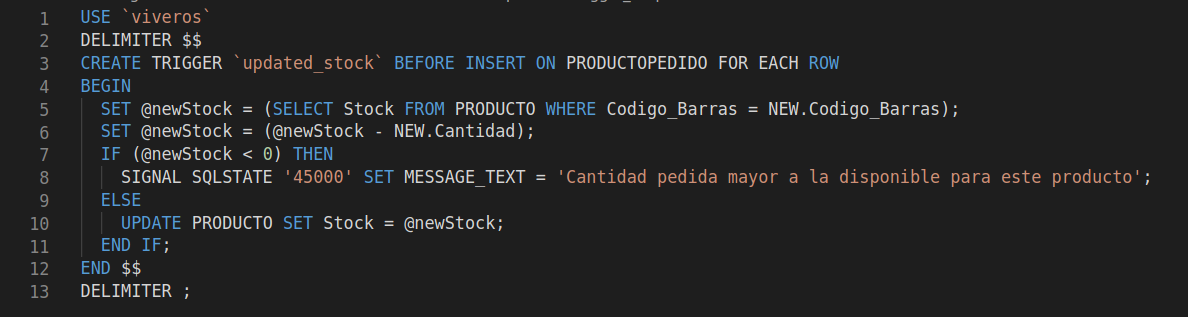 1 USE `viveros`
2 DELIMITER $$
3 CREATE TRIGGER `updated_stock` BEFORE INSERT ON PRODUCTOPEDIDO FOR EACH ROW
4 BEGIN
5 SET @newStock = (SELECT Stock FROM PRODUCTO WHERE Codigo_Barras = NEW.Codigo_Barras);
6 SET @newStock = (@newStock - NEW.Cantidad);
7 IF (@newStock < 0) THEN
8 SIGNAL SQLSTATE '45000' SET MESSAGE_TEXT = 'Cantidad pedida mayor a la disponible para este producto';
9 ELSE
10 UPDATE PRODUCTO SET Stock = @newStock;
11 END IF;
12 END $$
13 DELIMITER ;